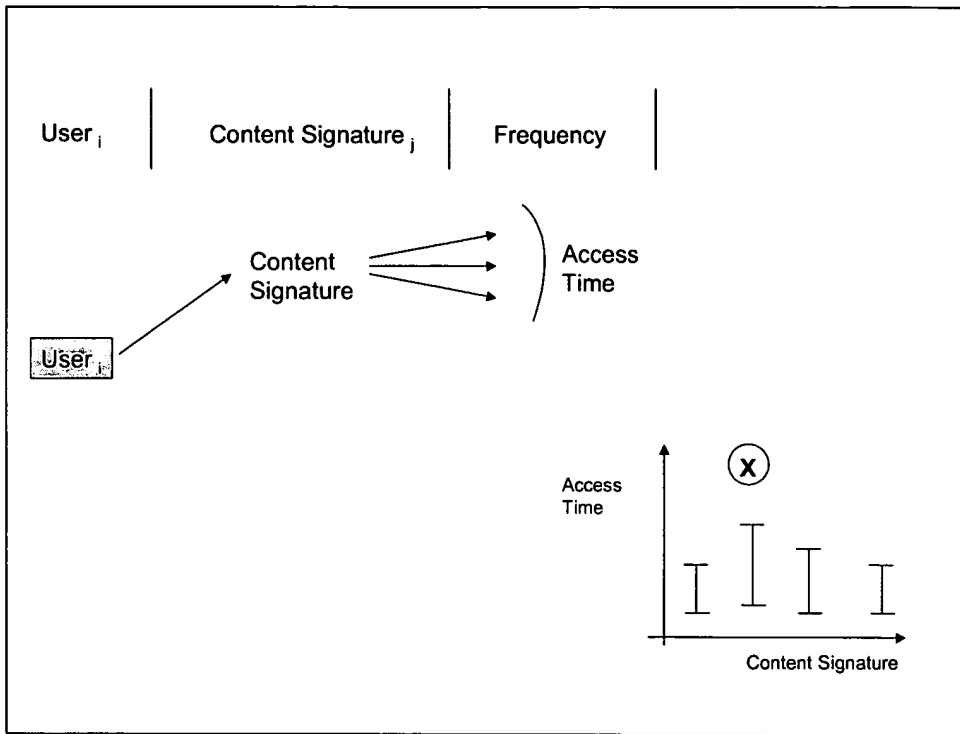 User i
Content Signature j
Frequency
Content
Signature
Access
Time
User i
Access
Time
X
Content Signature